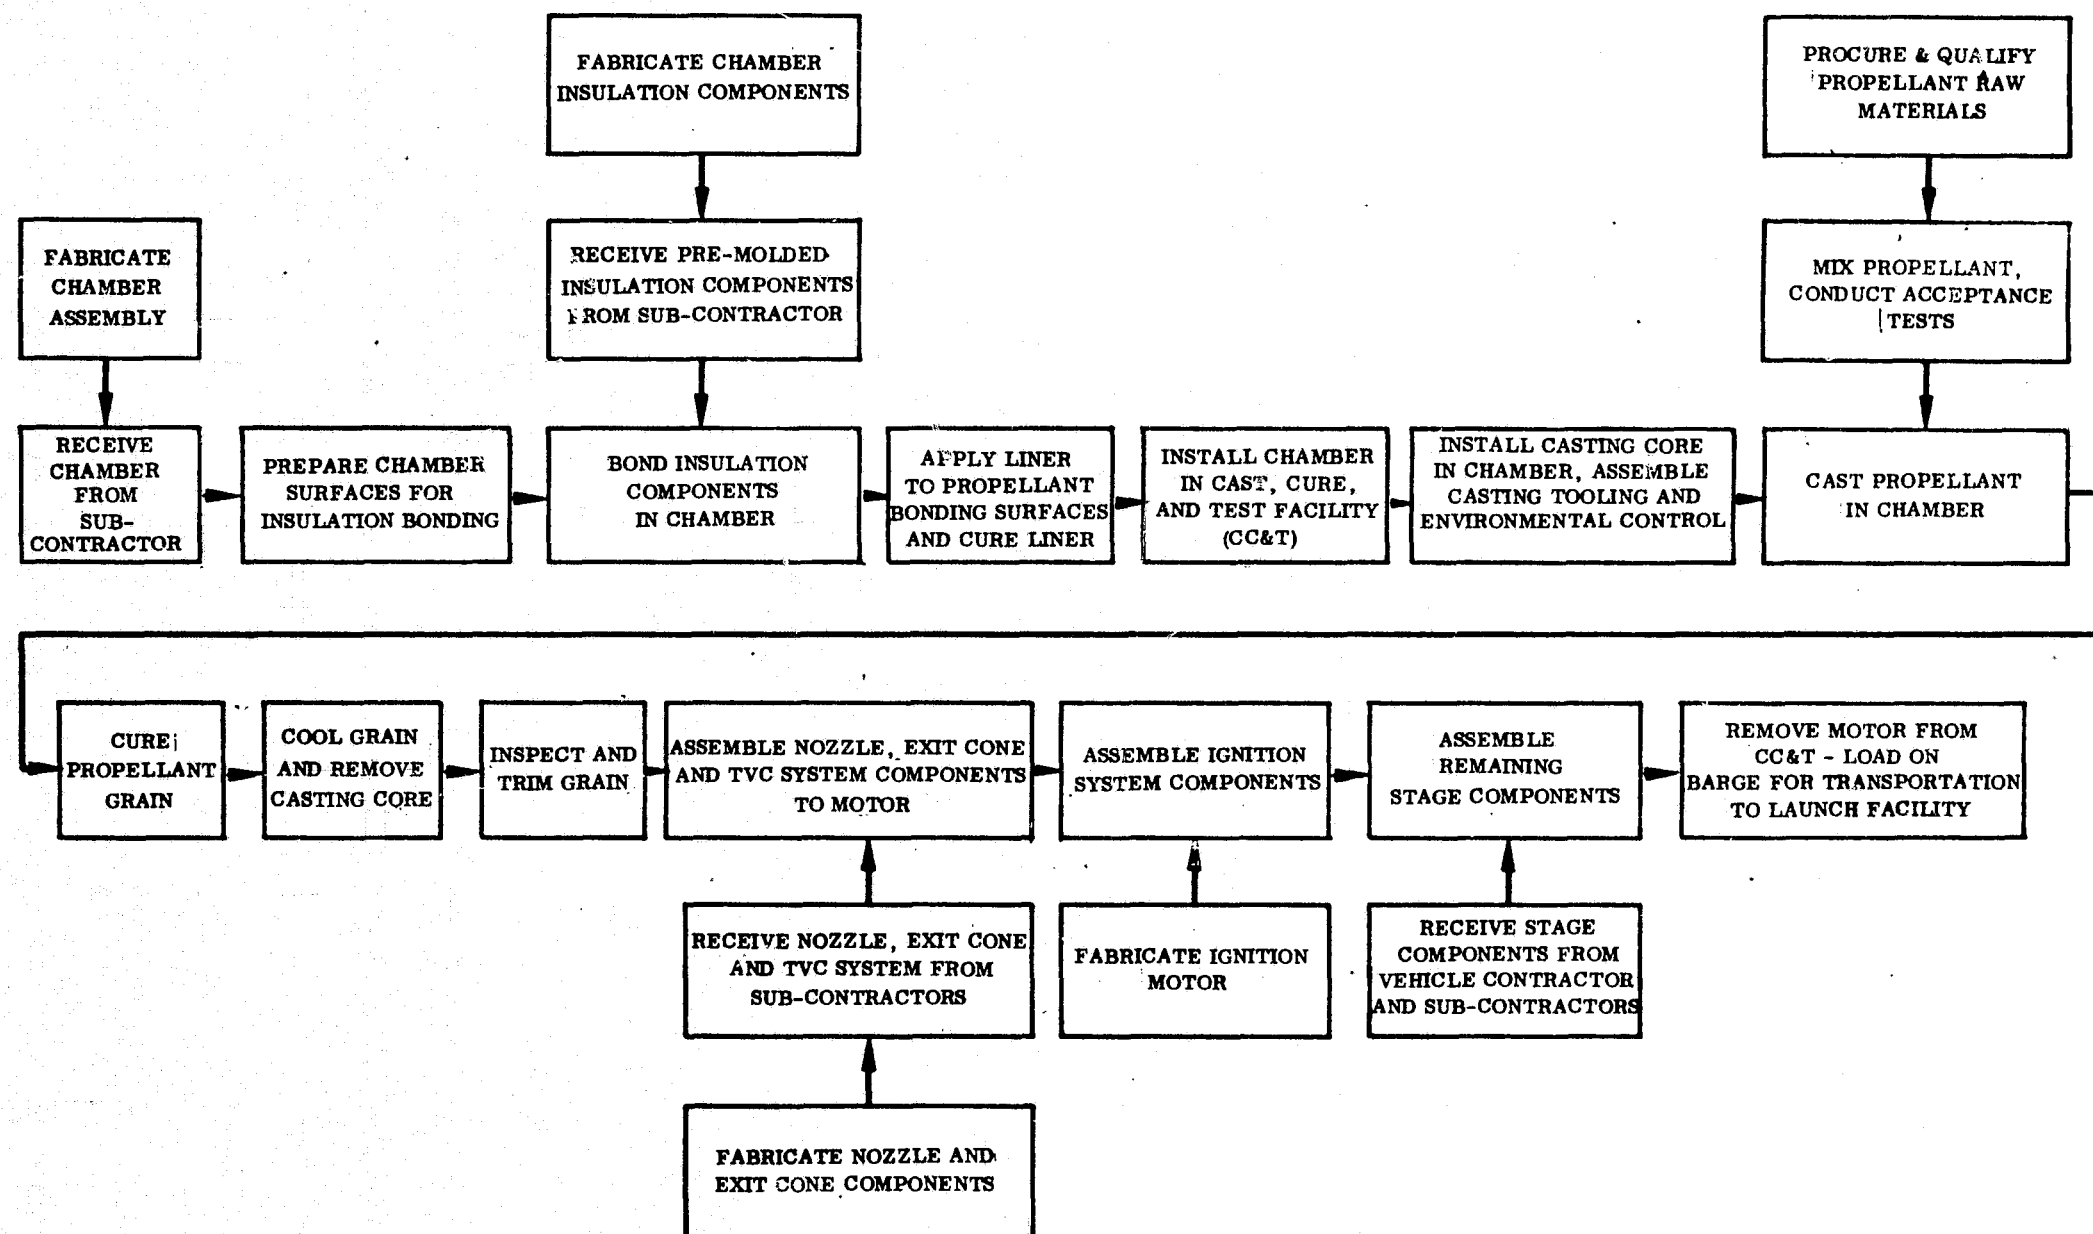 FABRICATE CHAMBER
INSULATION COMPONENTS
PROCURE & QUALIFY
PROPELLANT RAW
MATERIALS
FABRICATE
CHAMBER
ASSEMBLY
RECEIVE PRE-MOLDED
INSULATION COMPONENTS
FROM SUB-CONTRACTOR
MIX PROPELLANT,
CONDUCT ACCEPTANCE
TESTS
RECEIVE
CHAMBER
FROM
SUB-
CONTRACTOR
PREPARE CHAMBER
SURFACES FOR
INSULATION BONDING
BOND INSULATION
COMPONENTS
IN CHAMBER
APPLY LINER
TO PROPELLANT
BONDING SURFACES
AND CURE LINER
INSTALL CHAMBER
IN CAST, CURE,
AND TEST FACILITY
(CC&T)
INSTALL CASTING CORE
IN CHAMBER, ASSEMBLE
CASTING TOOLING AND
ENVIRONMENTAL CONTROL
CAST PROPELLANT
IN CHAMBER
CURE
PROPELLANT
GRAIN
COOL GRAIN
AND REMOVE
CASTING CORE
INSPECT AND
TRIM GRAIN
ASSEMBLE NOZZLE, EXIT CONE
AND TVC SYSTEM COMPONENTS
TO MOTOR
ASSEMBLE IGNITION
SYSTEM COMPONENTS
ASSEMBLE
REMAINING
STAGE COMPONENTS
REMOVE MOTOR FROM
CC&T - LOAD ON
BARGE FOR TRANSPORTATION
TO LAUNCH FACILITY
RECEIVE NOZZLE, EXIT CONE
AND TVC SYSTEM FROM
SUB-CONTRACTORS
FABRICATE IGNITION
MOTOR
RECEIVE STAGE
COMPONENTS FROM
VEHICLE CONTRACTOR
AND SUB-CONTRACTORS
FABRICATE NOZZLE AND
EXIT CONE COMPONENTS